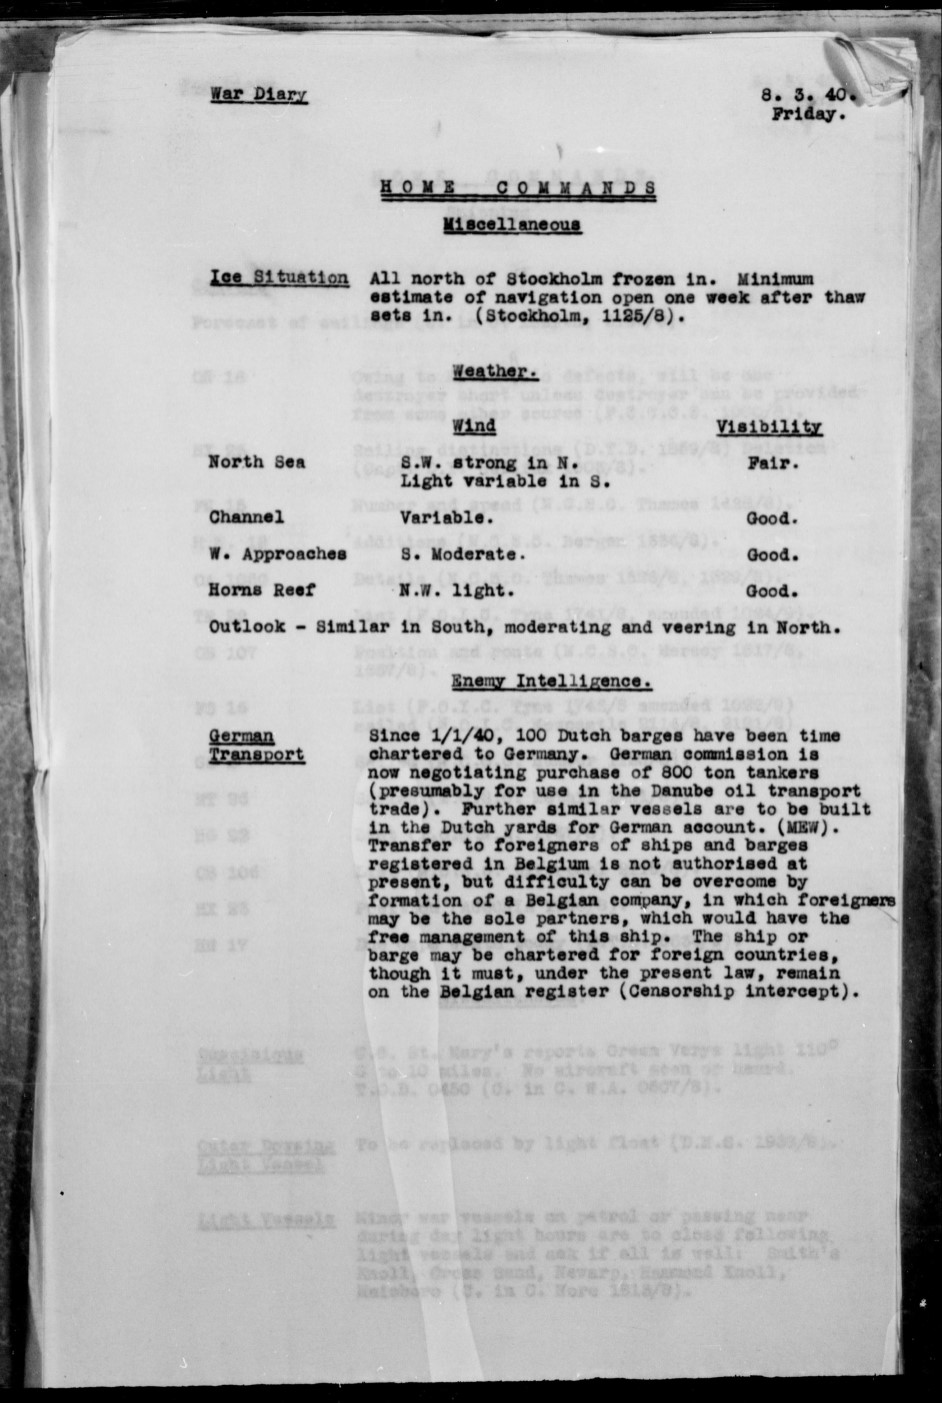 War Diary
8. 3. 40.
Friday.
HOME COMMANDS
Miscellaneous
Ice Situation All north of Stockholm frozen in. Minimum
estimate of navigation open one week after thaw
sets in. (Stockholm, 1125/8).
Weather.
Wind Visibility
North Sea S.W. strong in N. Fair.
Light variable in S.
Channel Variable. Good.
W. Approaches S. Moderate. Good.
Horns Reef N.W. light. Good.
Outlook - Similar in South, moderating and veering in North.
Enemy Intelligence.
German Since 1/1/40, 100 Dutch barges have been time
Transport chartered to Germany. German commission is
now negotiating purchase of 800 ton tankers
(presumably for use in the Danube oil transport
trade). Further similar vessels are to be built
in the Dutch yards for German account. (MEW).
Transfer to foreigners of ships and barges
registered in Belgium is not authorised at
present, but difficulty can be overcome by
formation of a Belgian company, in which foreigners
may be the sole partners, which would have the
free management of this ship. The ship or
barge may be chartered for foreign countries,
though it must, under the present law, remain
on the Belgian register (Censorship intercept).